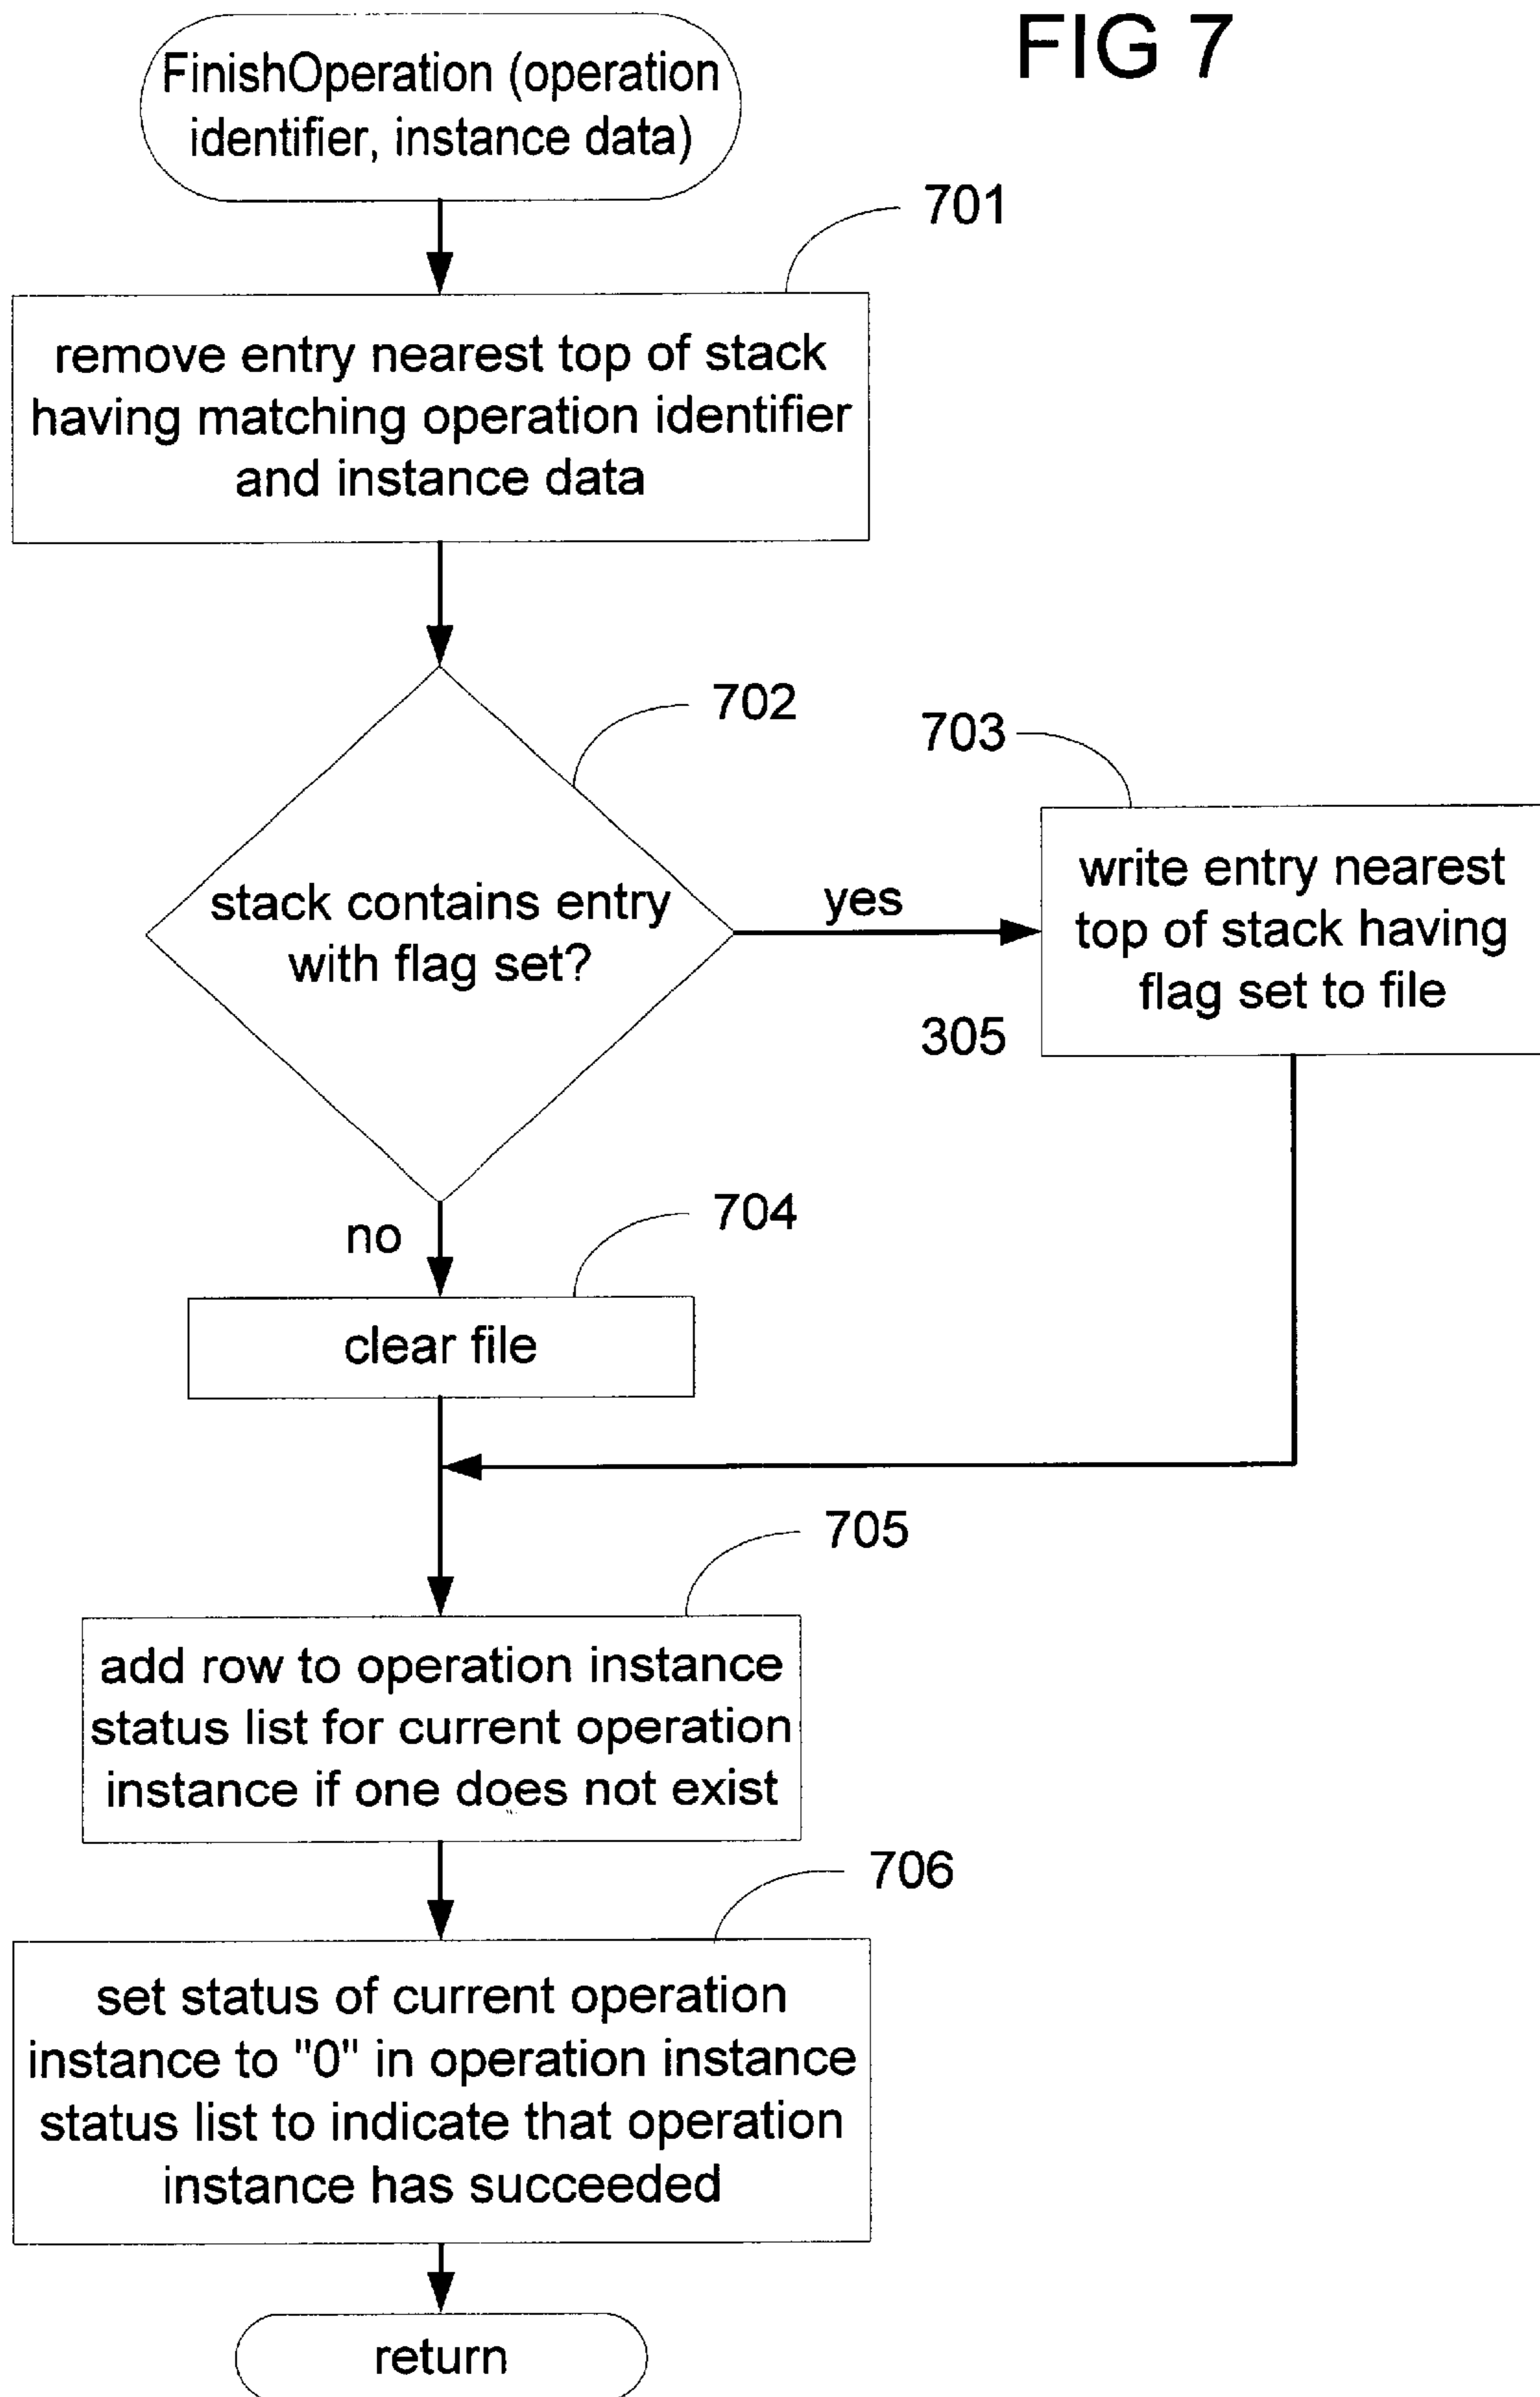 FIG 7
FinishOperation (operation
identifier, instance data)
701
remove entry nearest top of stack
having matching operation identifier
and instance data
702
703
stack contains entry
with flag set?
yes
write entry nearest
top of stack having
flag set to file
305
no
704
clear file
705
add row to operation instance
status list for current operation
instance if one does not exist
706
set status of current operation
instance to "0" in operation instance
status list to indicate that operation
instance has succeeded
return